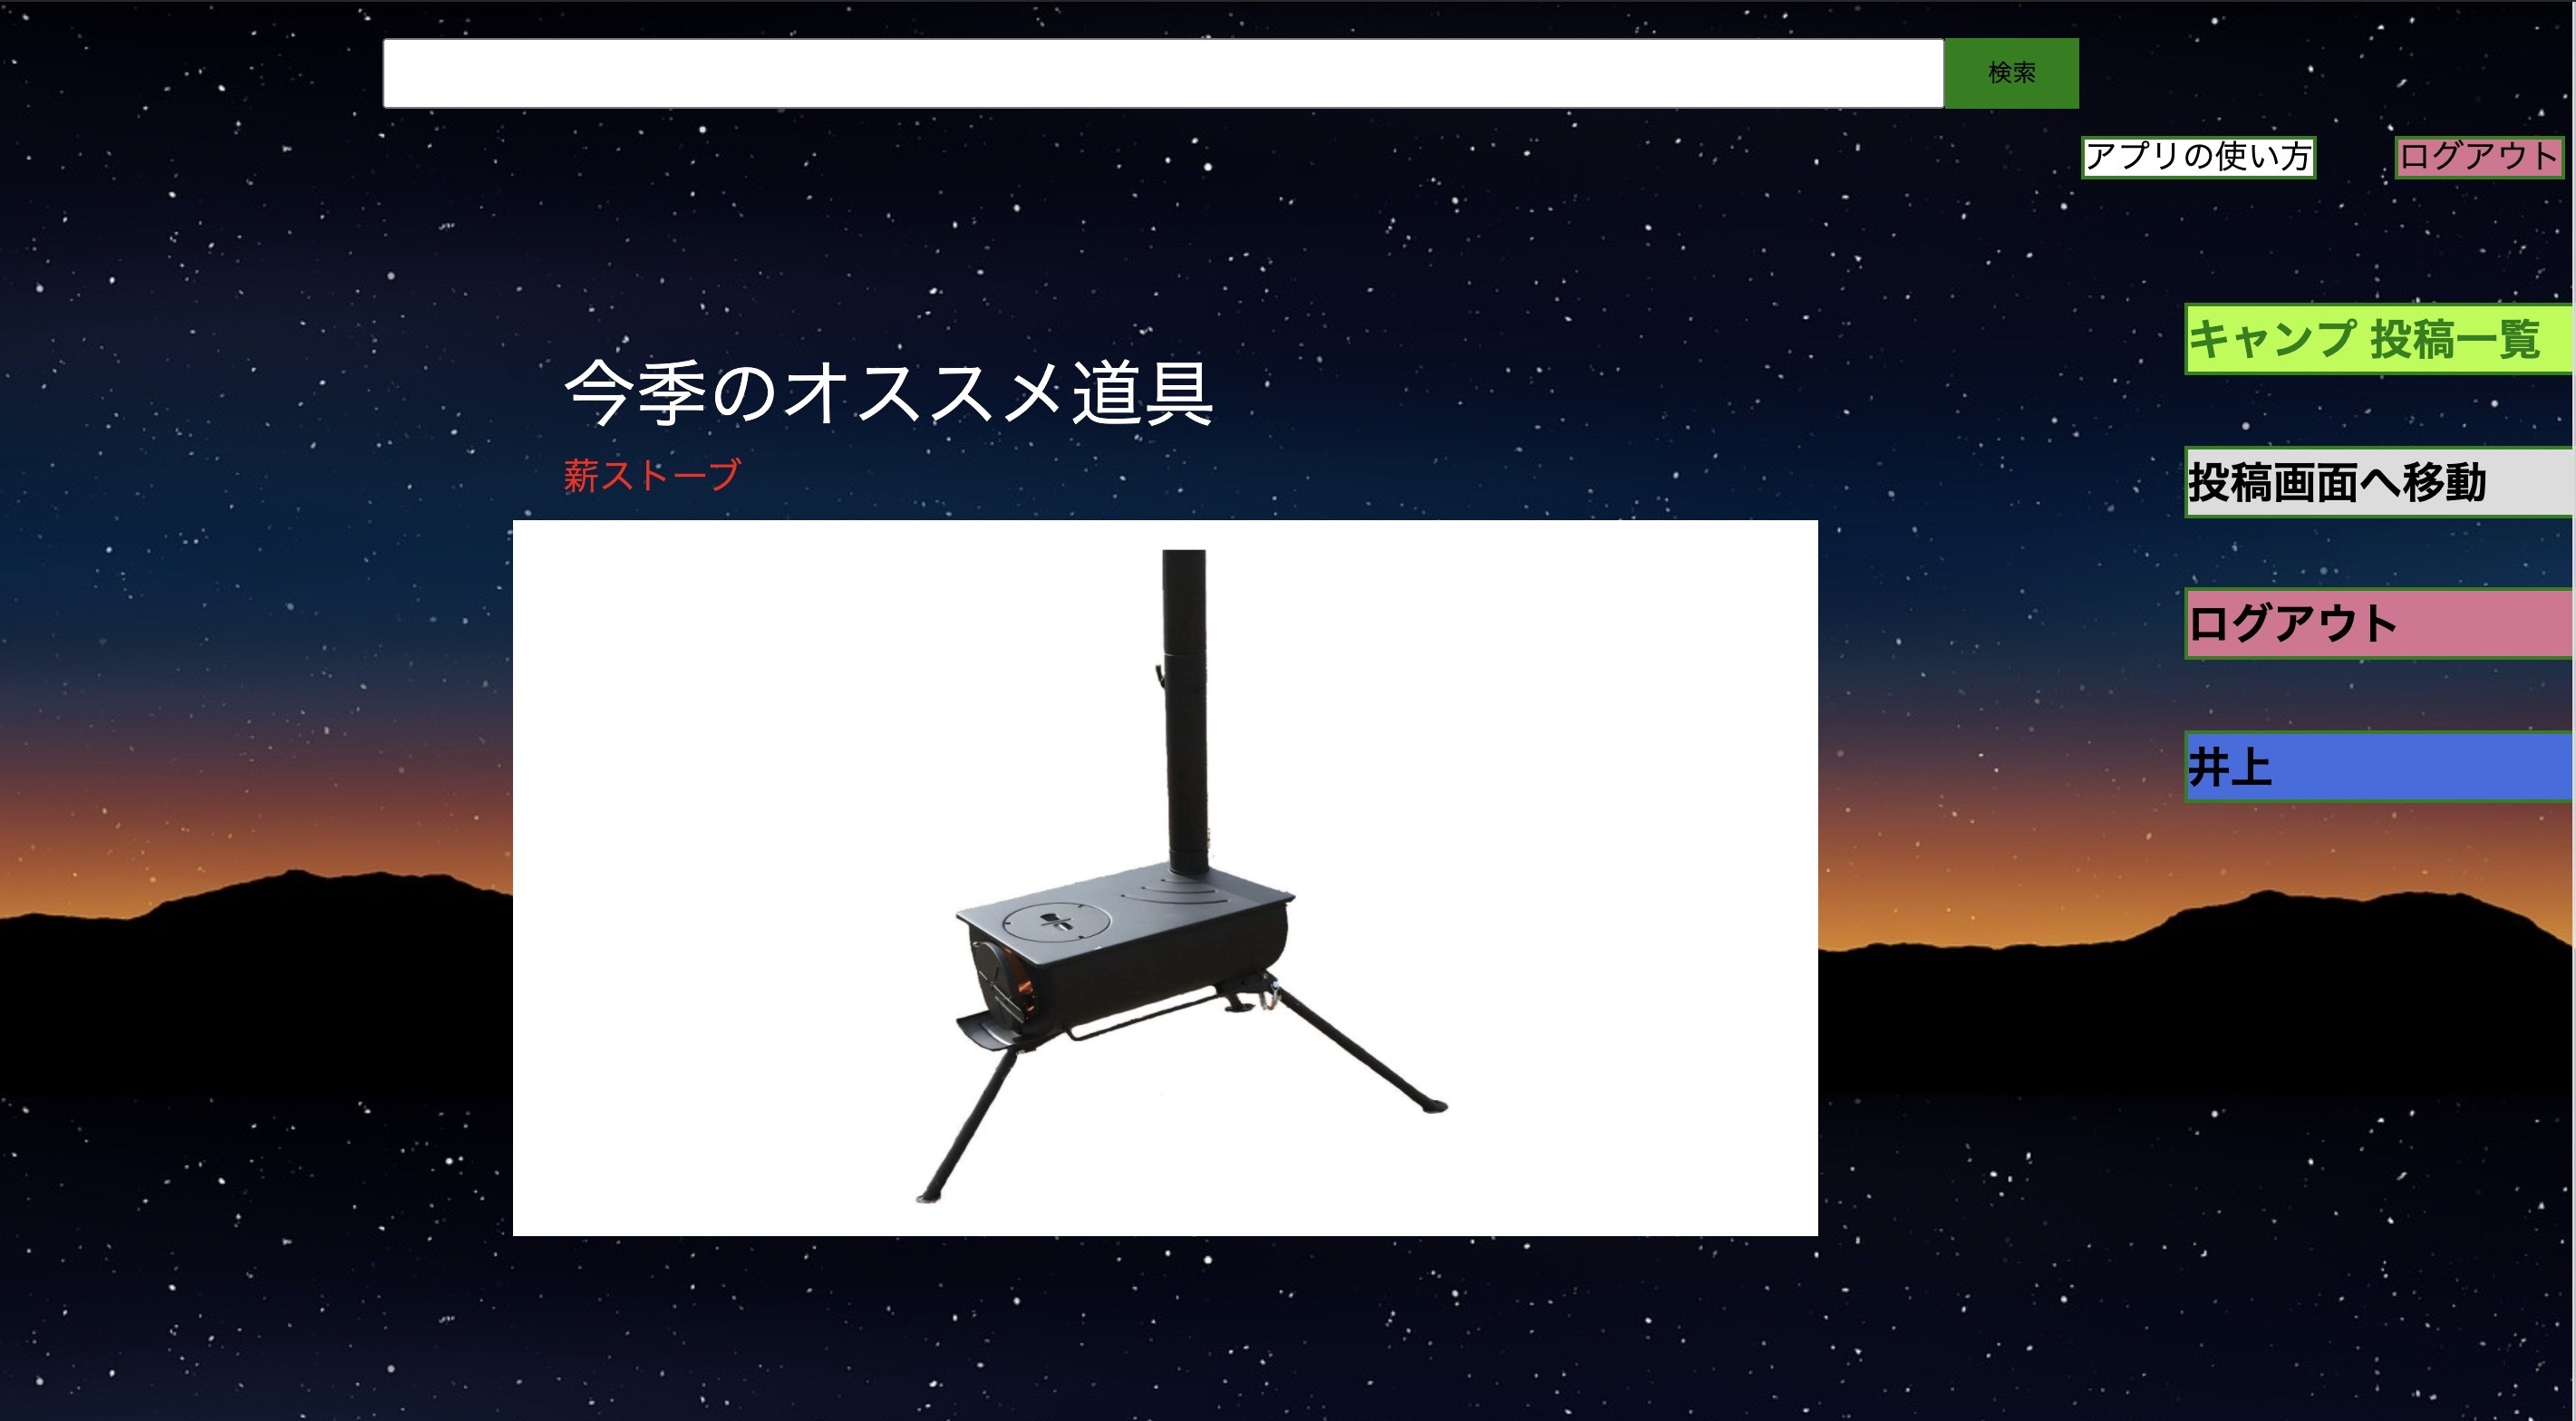 検索
アプリの使い方
ログアウト
キャンプ 投稿一覧
今季のオススメ道具
薪ストーブ
投稿画面へ移動
ログアウト
井上